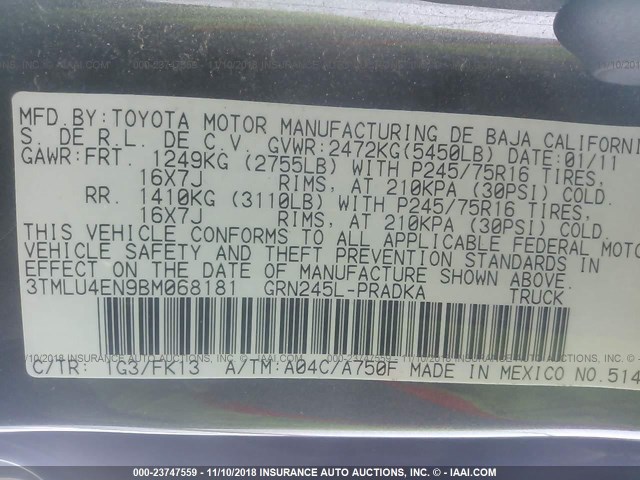 MFD.BY:TOYOTA MOTOR MANUFACTURING DE BAJA CALIFORNI
S. DE R.L. DE C.V. GVWR:2472KG(5450LB) DATE:01/11
GAWR:FRT. 1249KG (2755LB) WITH P245/75R16 TIRES,
16X7J RIMS, AT 210KPA (30PSI) COLD.
RR. 1410KG (3110LB) WITH P245/75R16 TIRES,
16X7J RIMS, AT 210KPA (30PSI) COLD.
THIS VEHICLE CONFORMS TO ALL APPLICABLE FEDERAL MOTOR
VEHICLE SAFETY AND THEFT PREVENTION STANDARDS IN
EFFECT ON THE DATE OF MANUFACTURE SHOWN ABOVE.
3TMLU4EN9BM068181 GRN245L-PRADKA TRUCK
C/TR: 1G3/FK13 A/TM:A04C/A750F MADE IN MEXICO NO.514
000-23747559 - 11/10/2018 INSURANCE AUTO AUCTIONS, INC. - © IAAI.COM